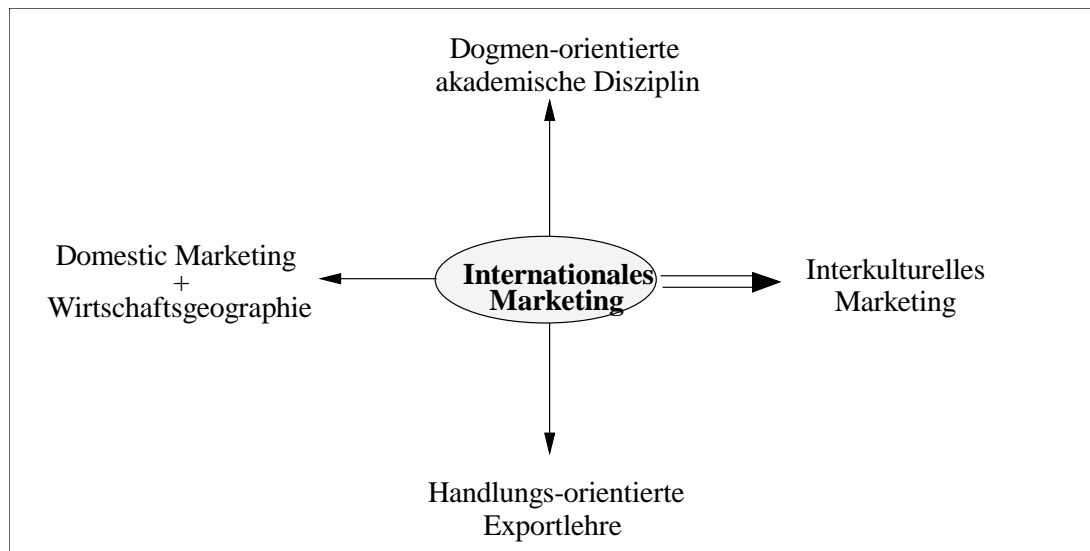 Dogmen-orientierte
akademische Disziplin
Domestic Marketing
+
Wirtschaftsgeographie
Internationales
Marketing
Interkulturelles
Marketing
Handlungs-orientierte
Exportlehre